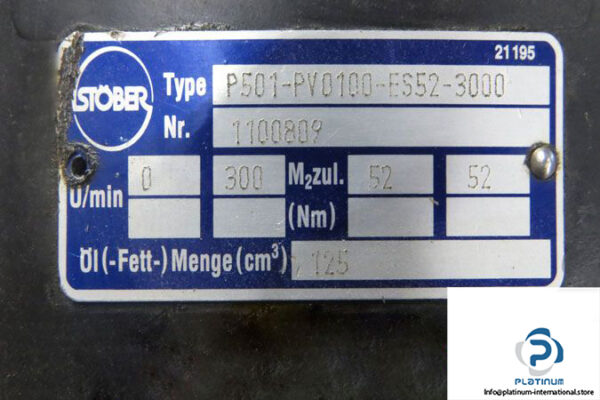 21195
STÖBER
Type P501-PV0100-ES52-3000
Nr. 1100809
U/min 0 300 M₂zul. 52 52
(Nm)
Öl(-Fett-)Menge(cm³) 125
PLATINUM
Info@platinum-international.store